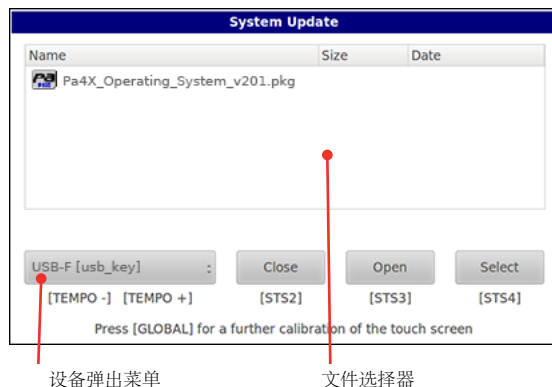 System Update
Name Size Date
Pa4X_Operating_System_v201.pkg
USB-F [usb_key] : Close Open Select
[TEMPO -] [TEMPO +] [STS2] [STS3] [STS4]
Press [GLOBAL] for a further calibration of the touch screen
设备弹出菜单 文件选择器